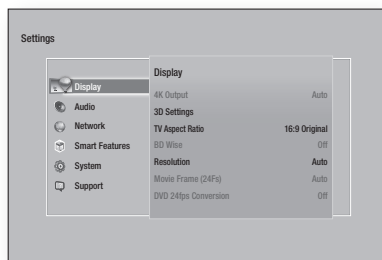 Settings
Display
Audio
Network
Smart Features
System
Support
Display
4K Output Auto
3D Settings
TV Aspect Ratio 16:9 Original
BD Wise Off
Resolution Auto
Movie Frame (24Fs) Auto
DVD 24fps Conversion Off